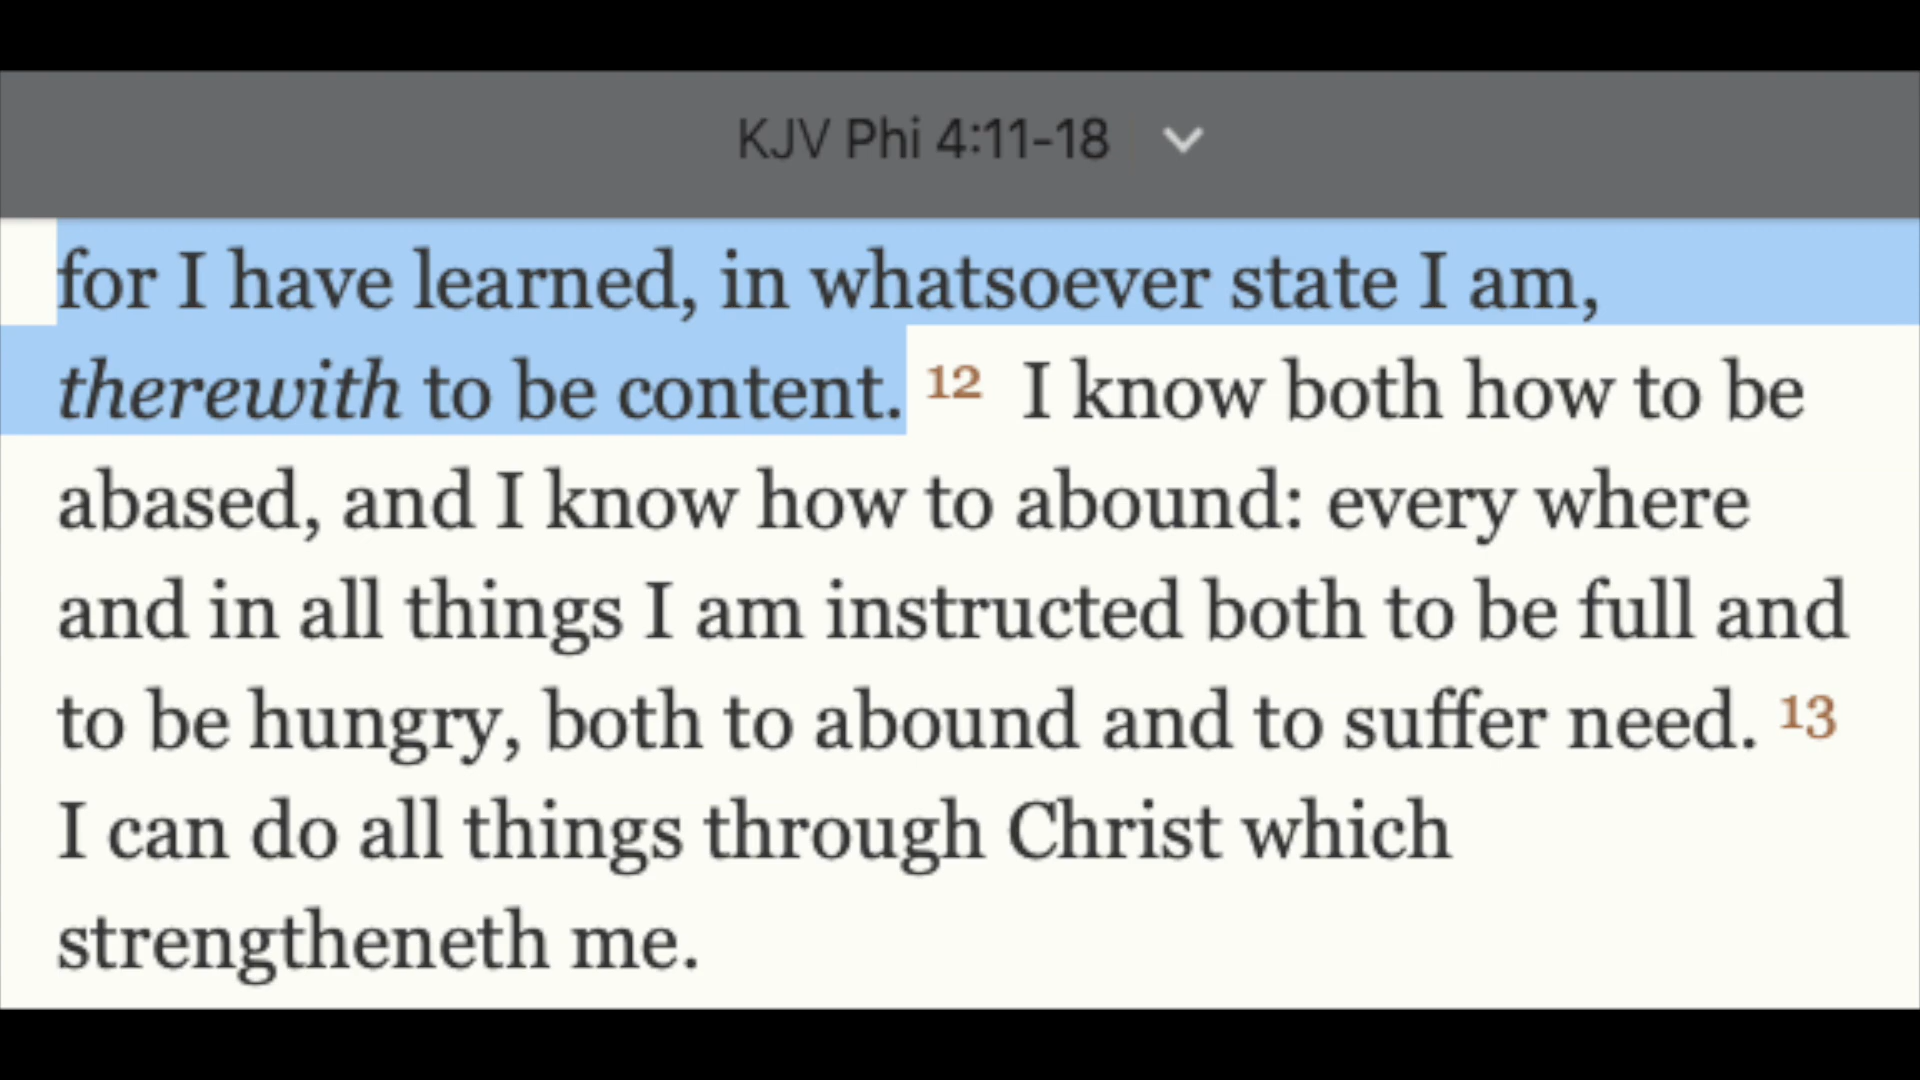 KJV Phi 4:11-18
for I have learned, in whatsoever state I am,
therewith to be content. 12 I know both how to be
abased, and I know how to abound: every where
and in all things I am instructed both to be full and
to be hungry, both to abound and to suffer need. 13
I can do all things through Christ which
strengtheneth me.